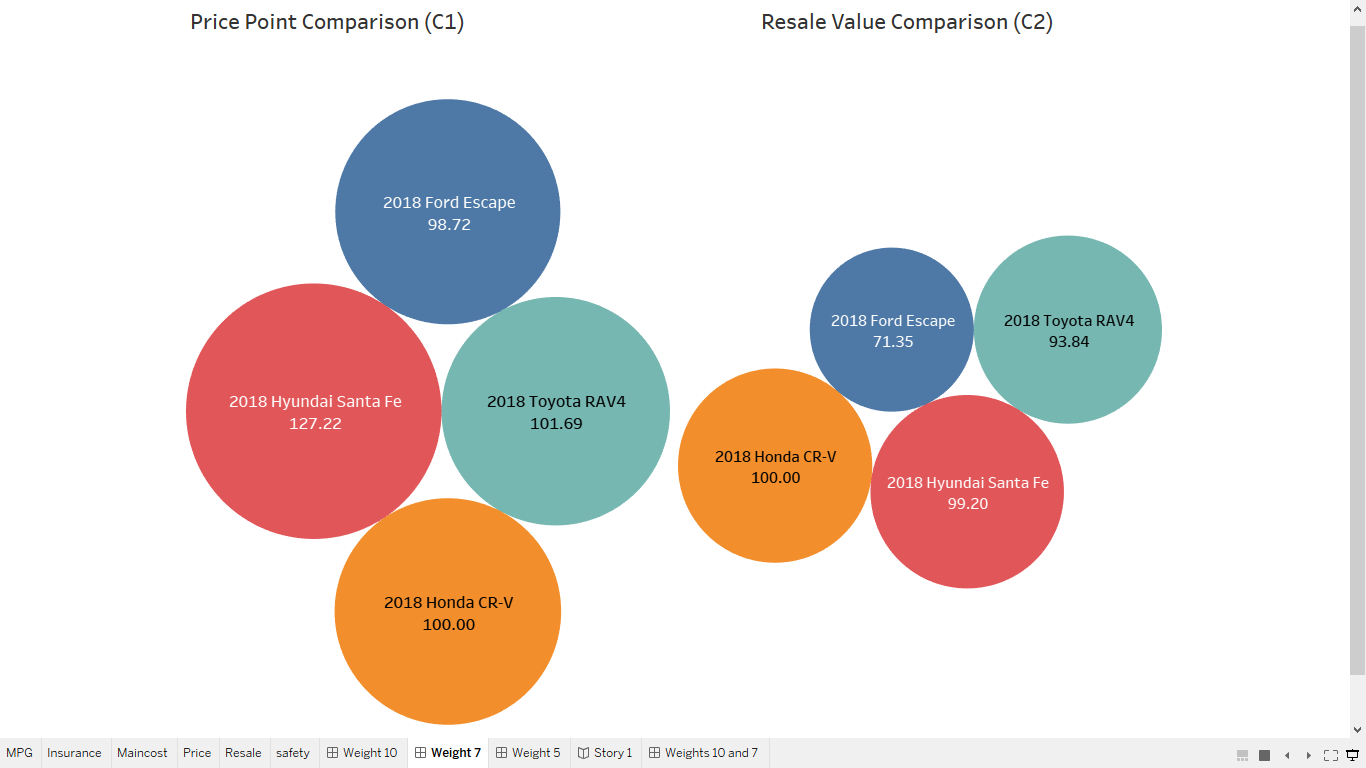 Price Point Comparison (C1)
Resale Value Comparison (C2)
2018 Ford Escape
98.72
2018 Hyundai Santa Fe
127.22
2018 Toyota RAV4
101.69
2018 Honda CR-V
100.00
2018 Ford Escape
71.35
2018 Toyota RAV4
93.84
2018 Honda CR-V
100.00
2018 Hyundai Santa Fe
99.20
MPG Insurance Maincost Price Resale safety Weight 10 Weight 7 Weight 5 Story 1 Weights 10 and 7